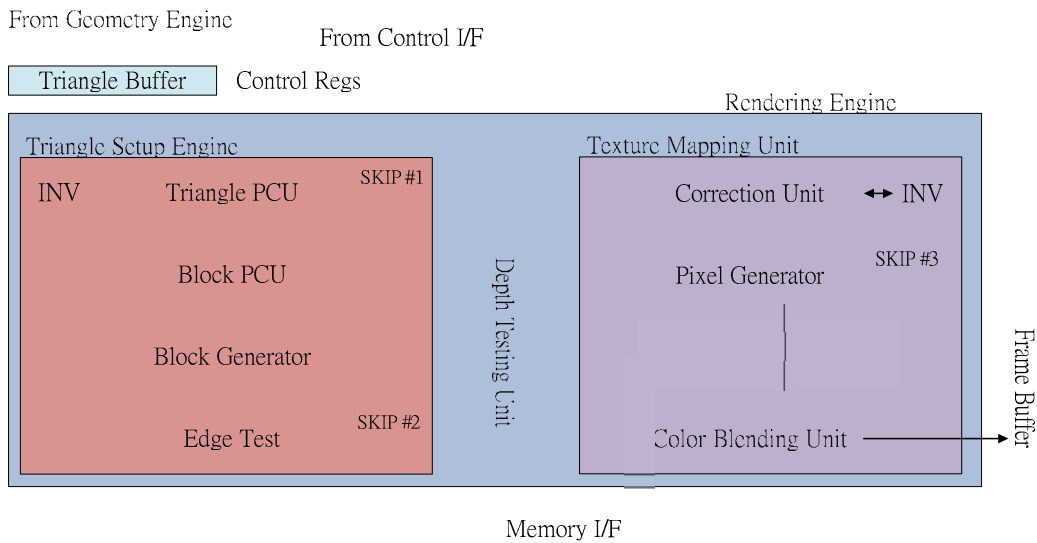 From Geometry Engine
From Control I/F
Triangle Buffer
Control Regs
Rendering Engine
Triangle Setup Engine
INV
Triangle PCU
SKIP #1
Block PCU
Block Generator
Edge Test
SKIP #2
Depth Testing Unit
Texture Mapping Unit
Correction Unit
INV
SKIP #3
Pixel Generator
Color Blending Unit
Frame Buffer
Memory I/F